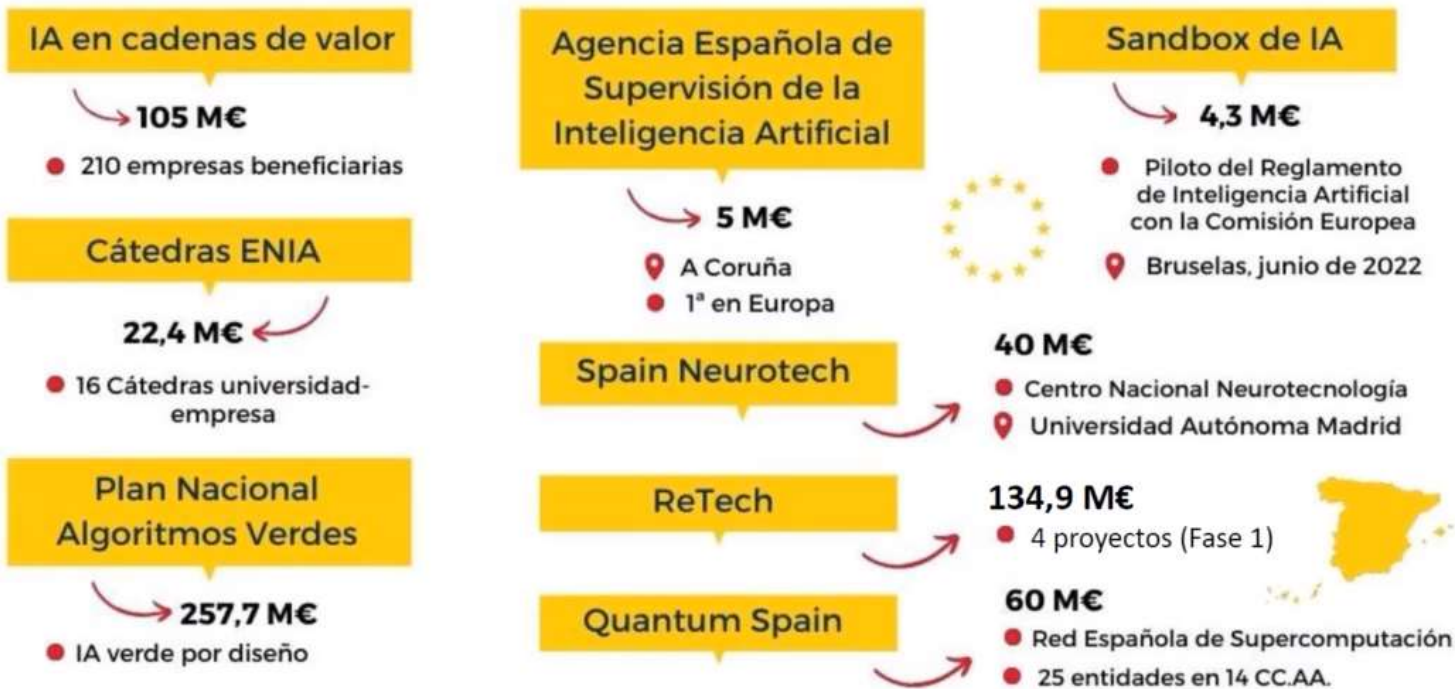 IA en cadenas de valor
105 M€
210 empresas beneficiarias
Cátedras ENIA
22,4 M€
16 Cátedras universidad-
empresa
Plan Nacional
Algoritmos Verdes
257,7 M€
IA verde por diseño
Agencia Española de
Supervisión de la
Inteligencia Artificial
5 M€
A Coruña
1ª en Europa
Sandbox de IA
4,3 M€
Piloto del Reglamento
de Inteligencia Artificial
con la Comisión Europea
Bruselas, junio de 2022
Spain Neurotech
40 M€
Centro Nacional Neurotecnología
Universidad Autónoma Madrid
ReTech
134,9 M€
4 proyectos (Fase 1)
Quantum Spain
60 M€
Red Española de Supercomputación
25 entidades en 14 CC.AA.